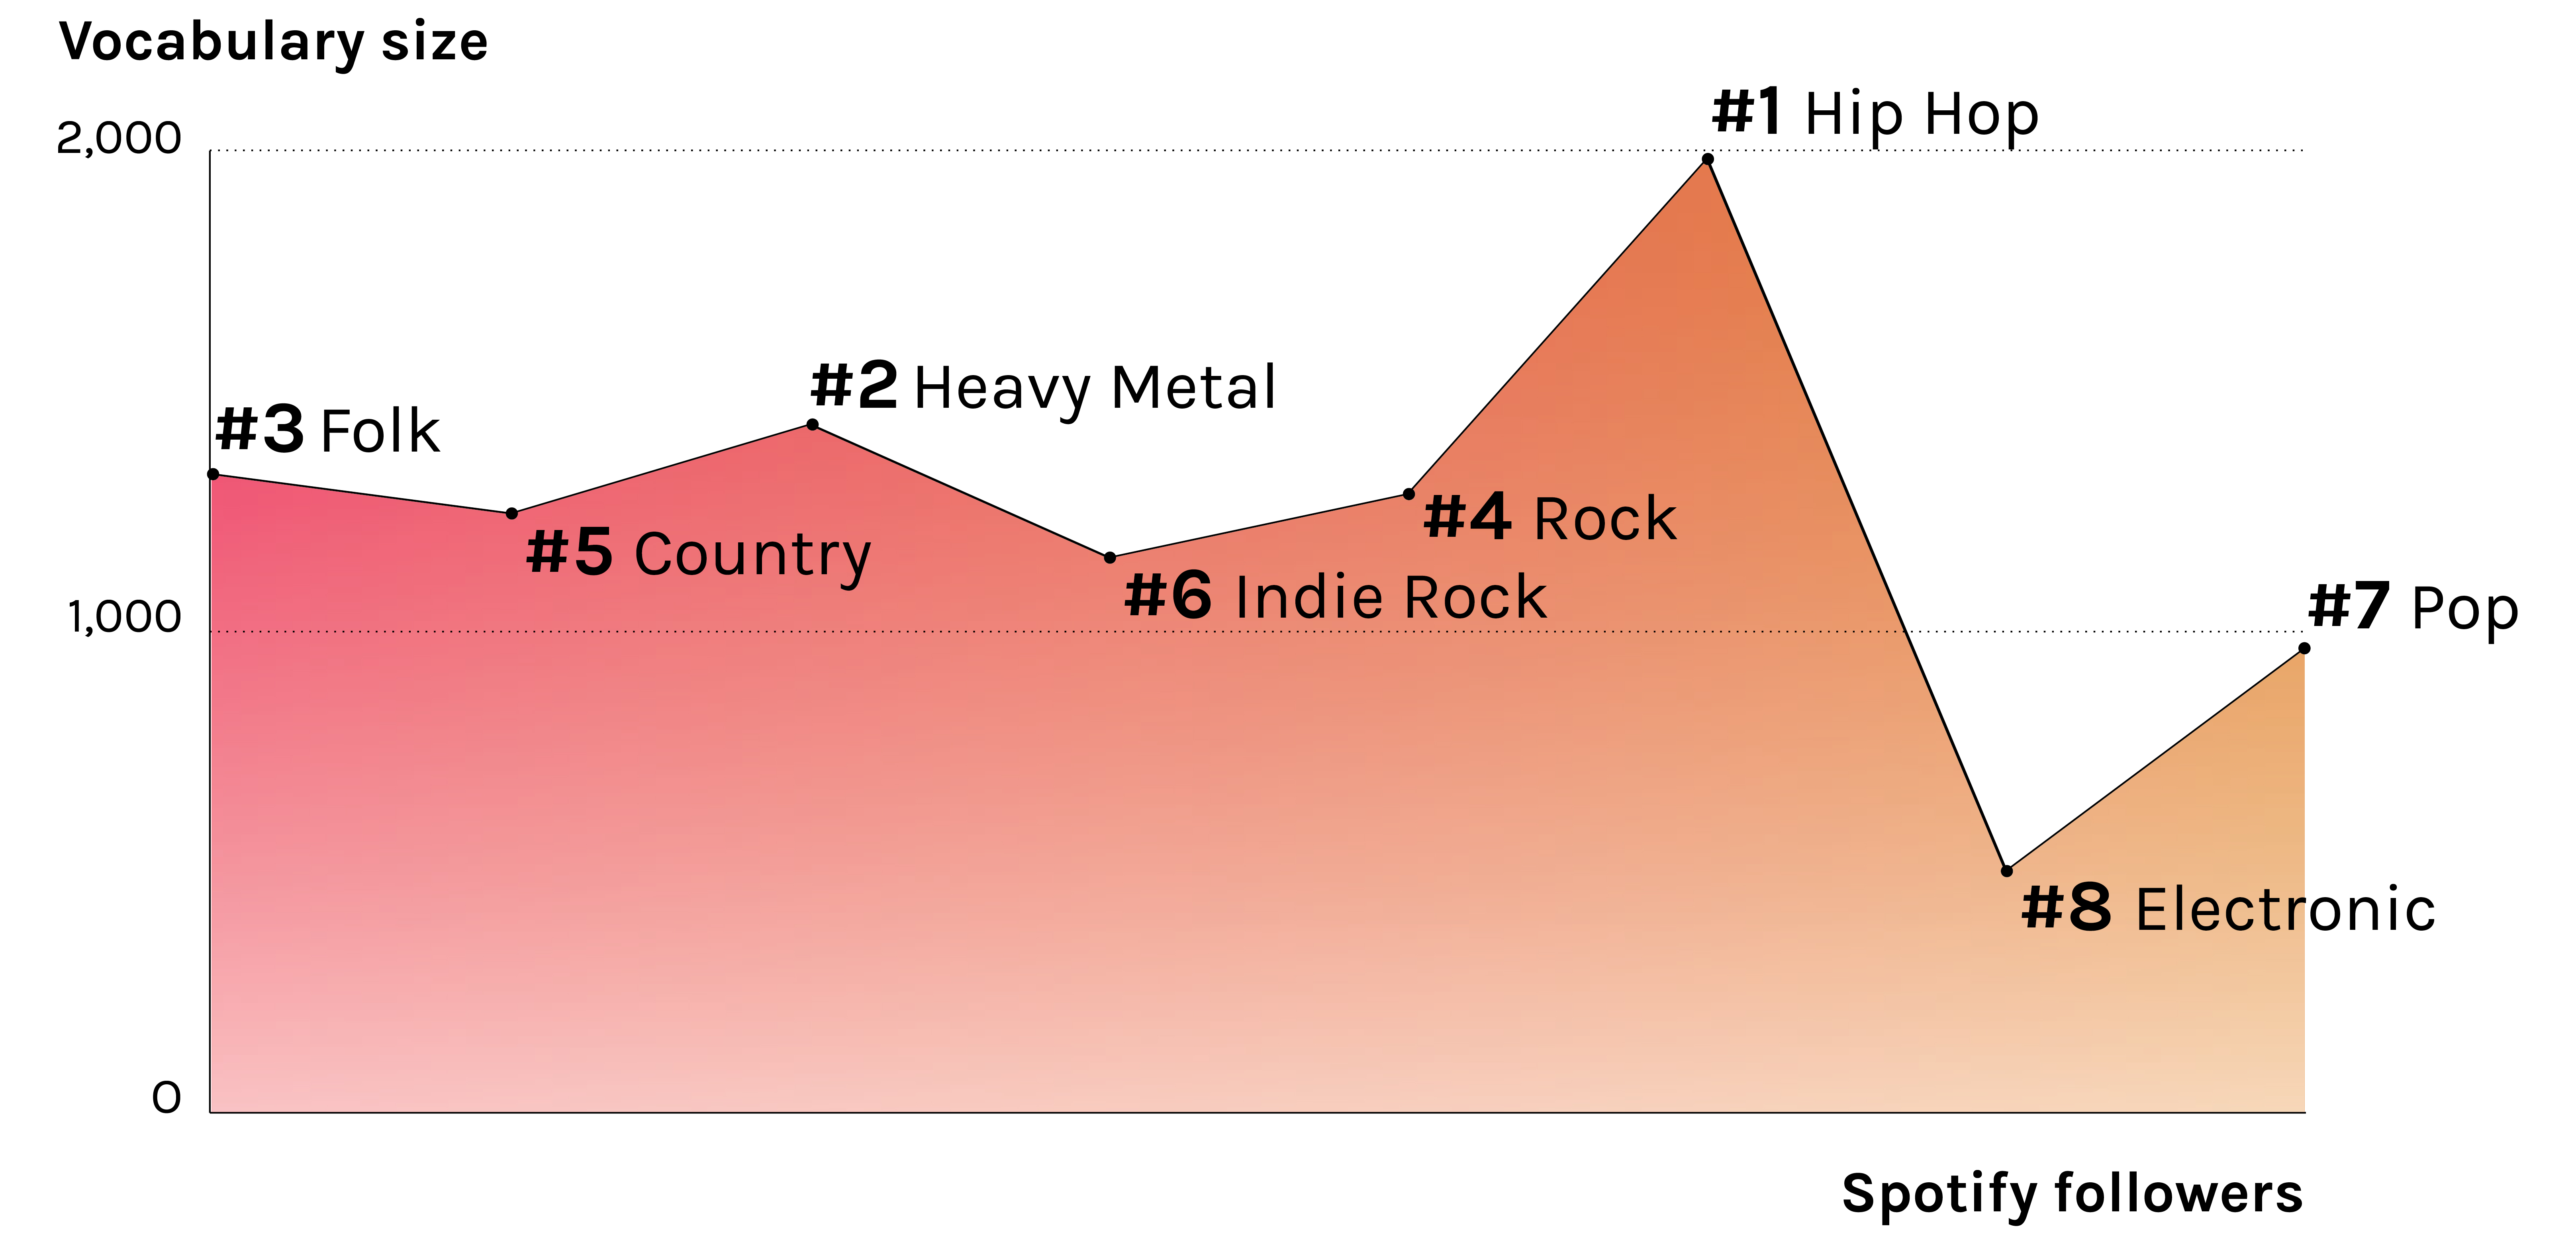 Vocabulary size
2,000
#1 Hip Hop
#2 Heavy Metal
#3 Folk
#4 Rock
#5 Country
#6 Indie Rock
1,000
#7 Pop
#8 Electronic
0
Spotify followers